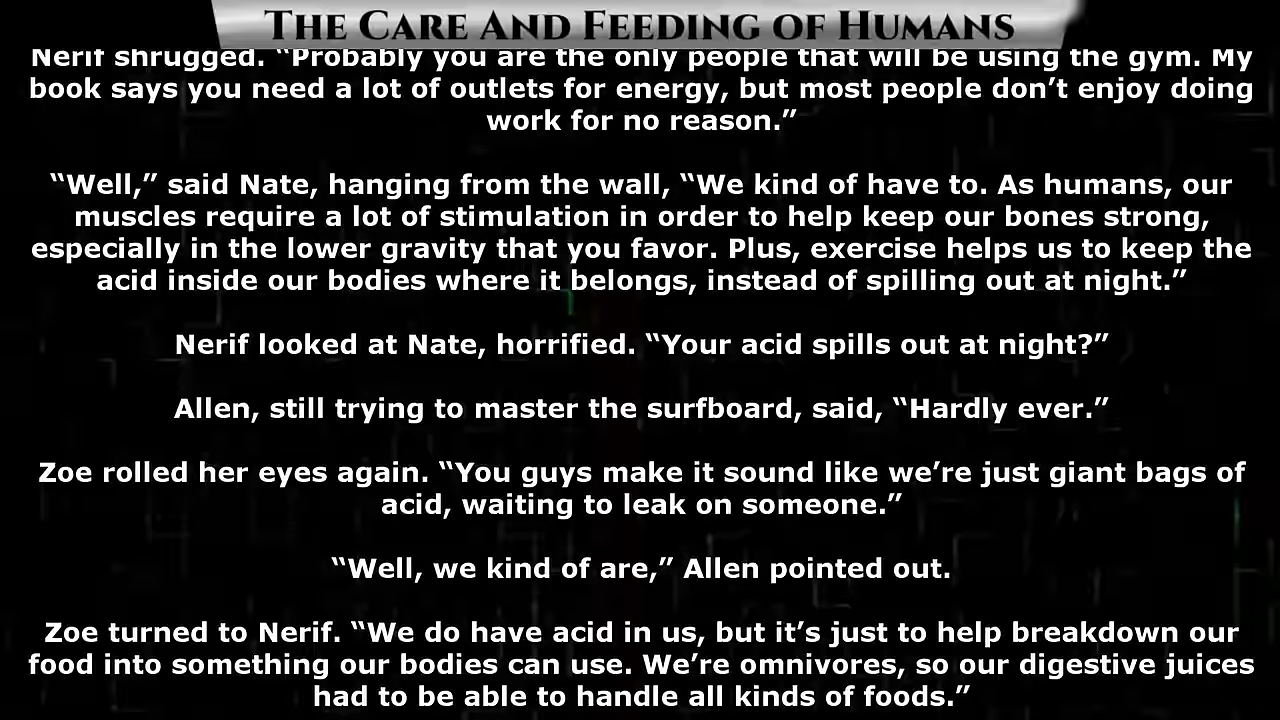 The Care And Feeding of Humans
Nerif shrugged. “Probably you are the only people that will be using the gym. My
book says you need a lot of outlets for energy, but most people don’t enjoy doing
work for no reason.”
“Well,” said Nate, hanging from the wall, “We kind of have to. As humans, our
muscles require a lot of stimulation in order to help keep our bones strong,
especially in the lower gravity that you favor. Plus, exercise helps us to keep the
acid inside our bodies where it belongs, instead of spilling out at night.”
Nerif looked at Nate, horrified. “Your acid spills out at night?”
Allen, still trying to master the surfboard, said, “Hardly ever.”
Zoe rolled her eyes again. “You guys make it sound like we’re just giant bags of
acid, waiting to leak on someone.”
“Well, we kind of are,” Allen pointed out.
Zoe turned to Nerif. “We do have acid in us, but it’s just to help breakdown our
food into something our bodies can use. We’re omnivores, so our digestive juices
had to be able to handle all kinds of foods.”